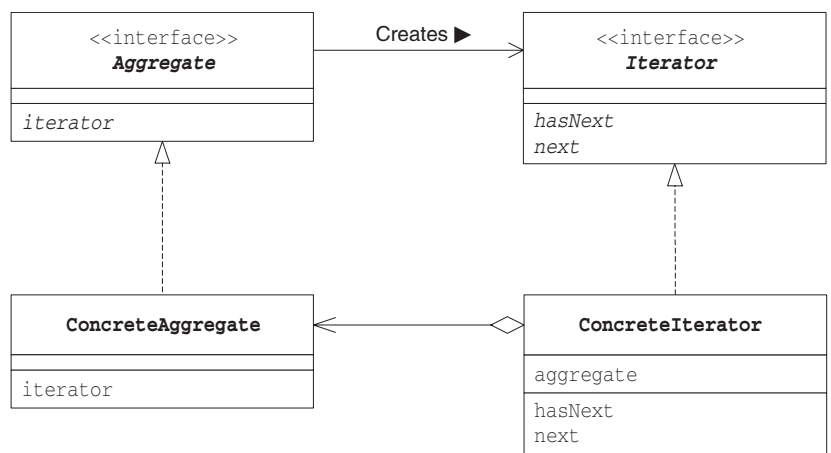 <<interface>>
Aggregate
iterator
Creates ▶
<<interface>>
Iterator
hasNext
next
ConcreteAggregate
iterator
ConcreteIterator
aggregate
hasNext
next